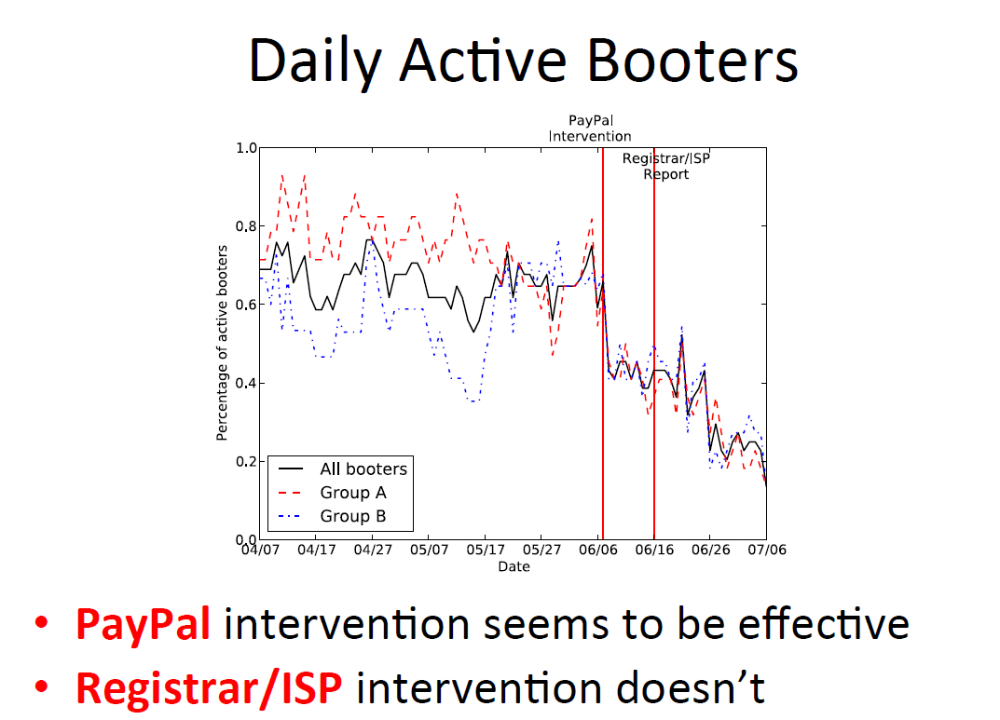 Daily Active Booters
PayPal
Intervention
Registrar/ISP
Report
1.0
0.8
0.6
0.4
0.2
0.0
Percentage of active booters
All booters
Group A
Group B
04/07 04/17 04/27 05/07 05/17 05/27 06/06 06/16 06/26 07/06
Date
• PayPal intervention seems to be effective
• Registrar/ISP intervention doesn’t